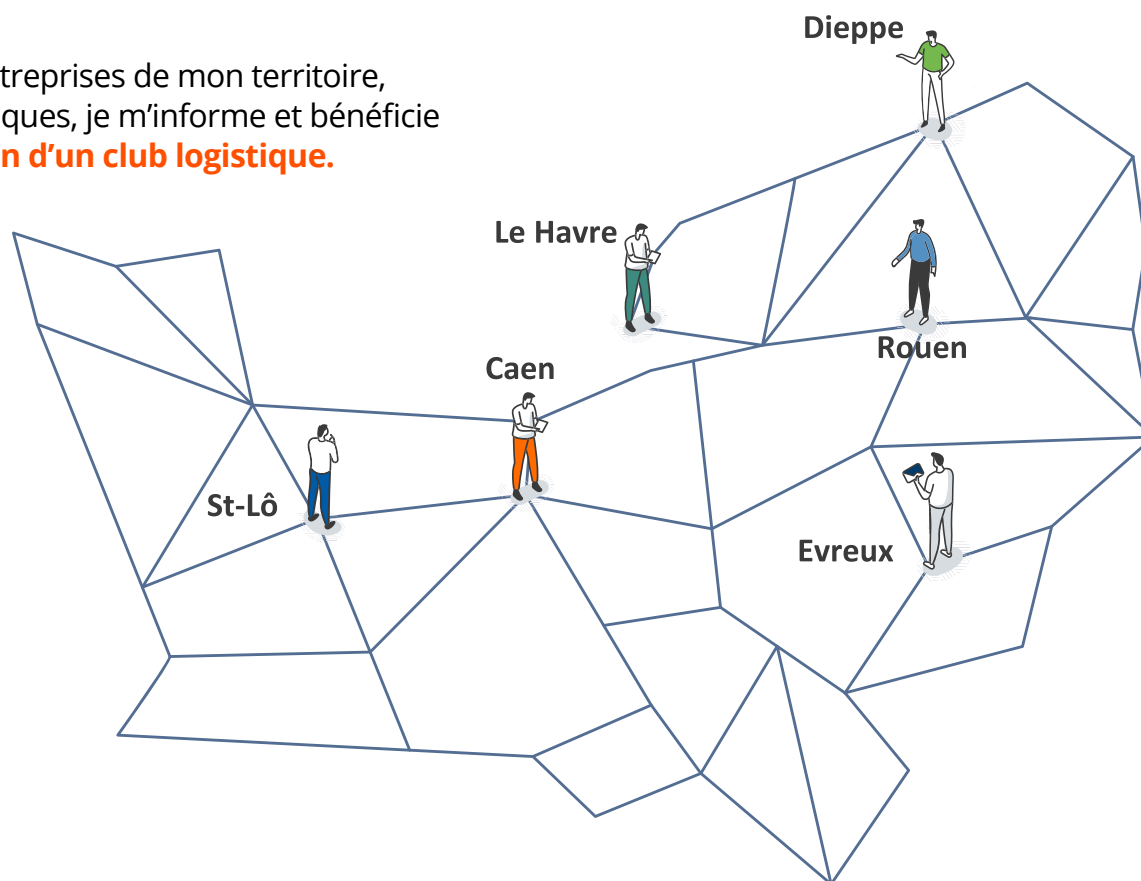 treprises de mon territoire,
iques, je m'informe et bénéficie
n d'un club logistique.
Dieppe
Le Havre
Rouen
Caen
St-Lô
Evreux